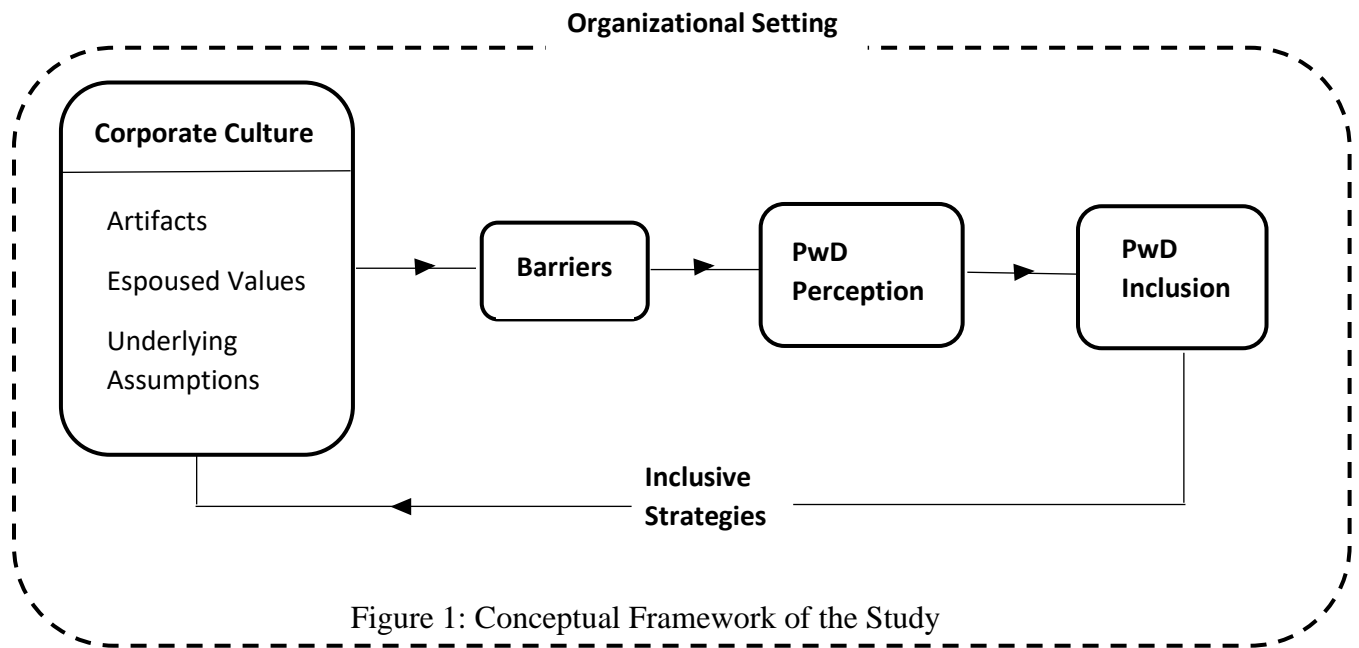 Organizational Setting
Corporate Culture
Artifacts
Espoused Values
Underlying
Assumptions
Barriers
PwD
Perception
PwD
Inclusion
Inclusive
Strategies
Figure 1: Conceptual Framework of the Study